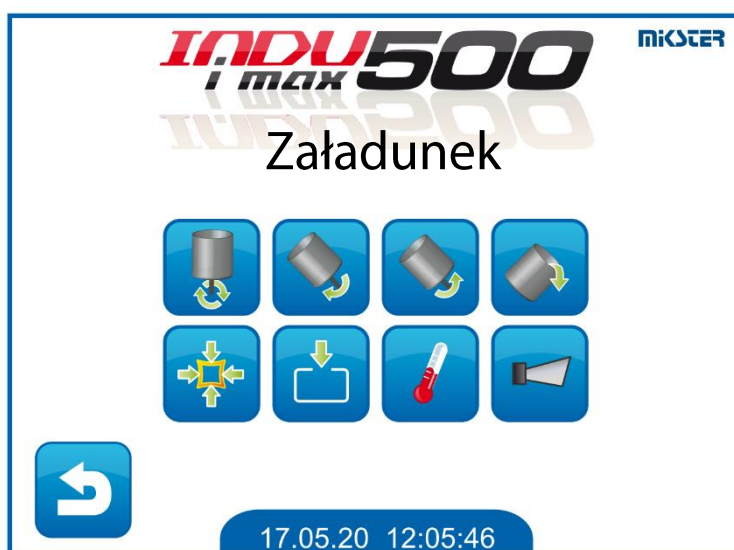 INDU 500
i max
MIKSTER
Załadunek
17.05.20 12:05:46